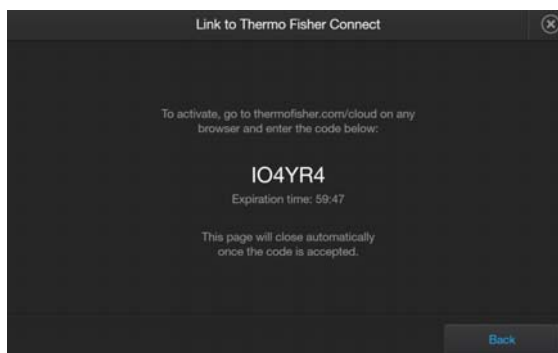 Link to Thermo Fisher Connect
To activate, go to thermofisher.com/cloud on any
browser and enter the code below:
IO4YR4
Expiration time: 59:47
This page will close automatically
once the code is accepted.
Back